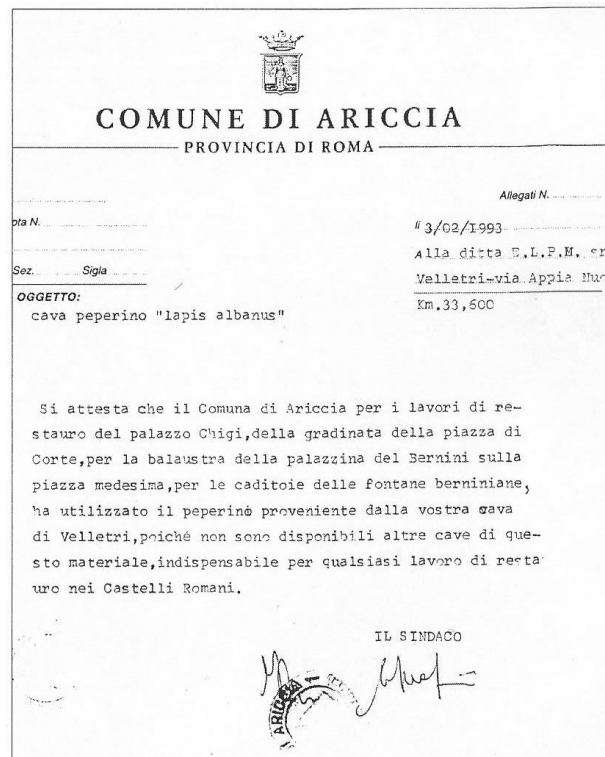 COMUNE DI ARICCIA
PROVINCIA DI ROMA
Allegati N.
ota N.
li 3/02/I993
Alla ditta E.L.P.M. sr
Sez. Sigla
Velletri-via Appia Nuo
OGGETTO:
Km.33,600
cava peperino "lapis albanus"
Si attesta che il Comuna di Ariccia per i lavori di re-
stauro del palazzo Chigi,della gradinata della piazza di
Corte,per la balaustra della palazzina del Bernini sulla
piazza medesima,per le caditoie delle fontane berniniane,
ha utilizzato il peperino proveniente dalla vostra cava
di Velletri,poiché non sono disponibili altre cave di que-
sto materiale,indispensabile per qualsiasi lavoro di resta
uro nei Castelli Romani.
IL SINDACO
ARICCIA